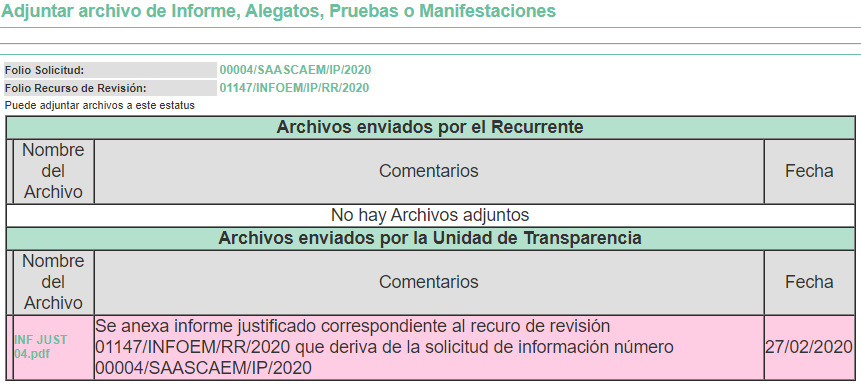 Adjuntar archivo de Informe, Alegatos, Pruebas o Manifestaciones
Folio Solicitud: 00004/SAASCAEM/IP/2020
Folio Recurso de Revisión: 01147/INFOEM/IP/RR/2020
Puede adjuntar archivos a este estatus
Archivos enviados por el Recurrente
Nombre
del
Archivo
Comentarios
Fecha
No hay Archivos adjuntos
Archivos enviados por la Unidad de Transparencia
Nombre
del
Archivo
Comentarios
Fecha
INF JUST
04.pdf
Se anexa informe justificado correspondiente al recuro de revisión
01147/INFOEM/RR/2020 que deriva de la solicitud de información número
00004/SAASCAEM/IP/2020
27/02/2020